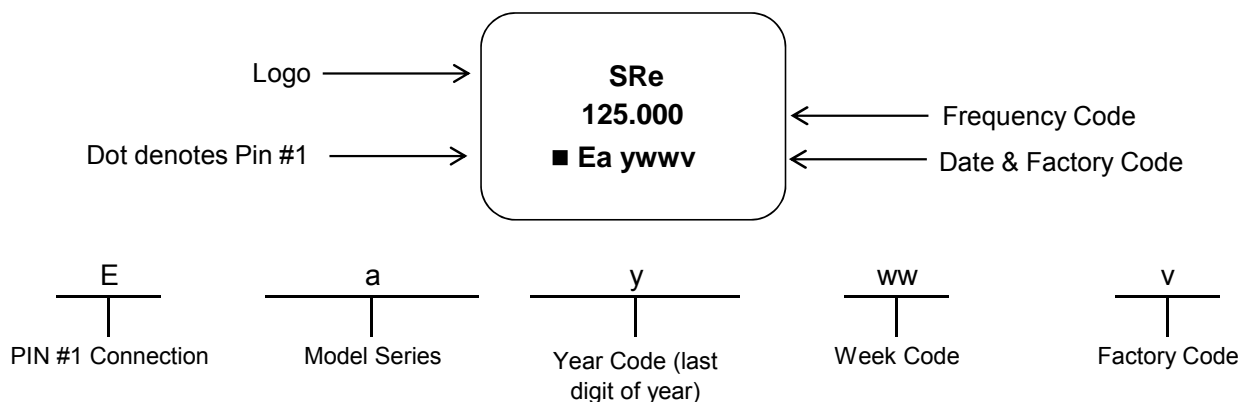 Logo
SRe
125.000
Frequency Code
Dot denotes Pin #1
■ Ea ywwv
Date & Factory Code
E
a
y
ww
v
PIN #1 Connection
Model Series
Year Code (last
digit of year)
Week Code
Factory Code